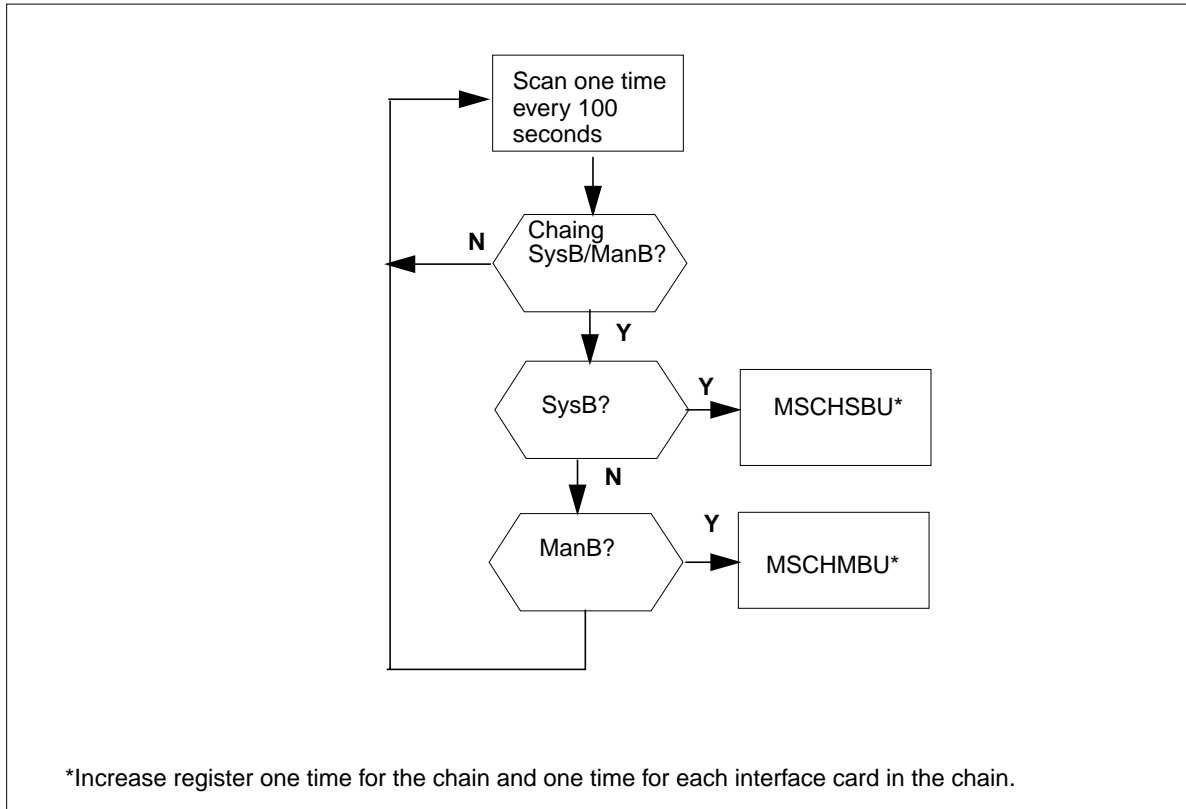 Scan one time
every 100
seconds
Chaing
SysB/ManB?
N
Y
SysB?
Y
MSCHSBU*
N
ManB?
Y
MSCHMBU*
*Increase register one time for the chain and one time for each interface card in the chain.